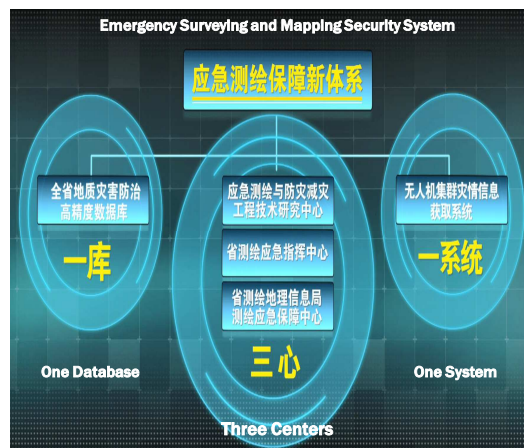 Emergency Surveying and Mapping Security System
应急测绘保障新体系
全省地质灾害防治
高精度数据库
一库
One Database
应急测绘与防灾减灾
工程技术研究中心
省测绘应急指挥中心
省测绘地理信息局
测绘应急保障中心
三心
Three Centers
无人机集群灾情信息
获取系统
一系统
One System